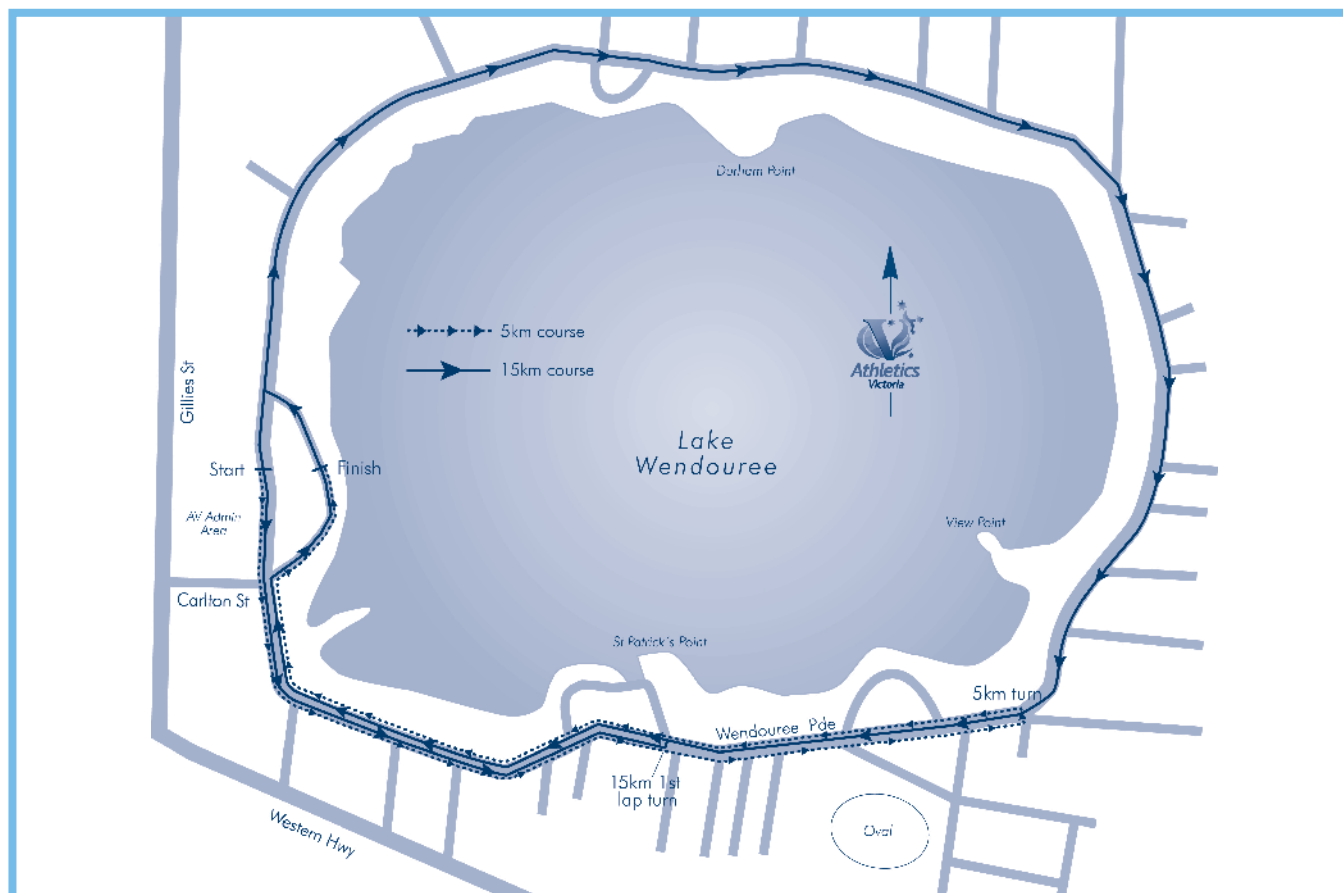 Durham Point
5km course
15km course
Athletics
Victoria
Gillies St
Lake
Wendouree
Start
Finish
AV Admin
Area
View Point
Carlton St
St Patrick's Point
5km turn
Wendouree Pde
15km 1st
lap turn
Oval
Western Hwy